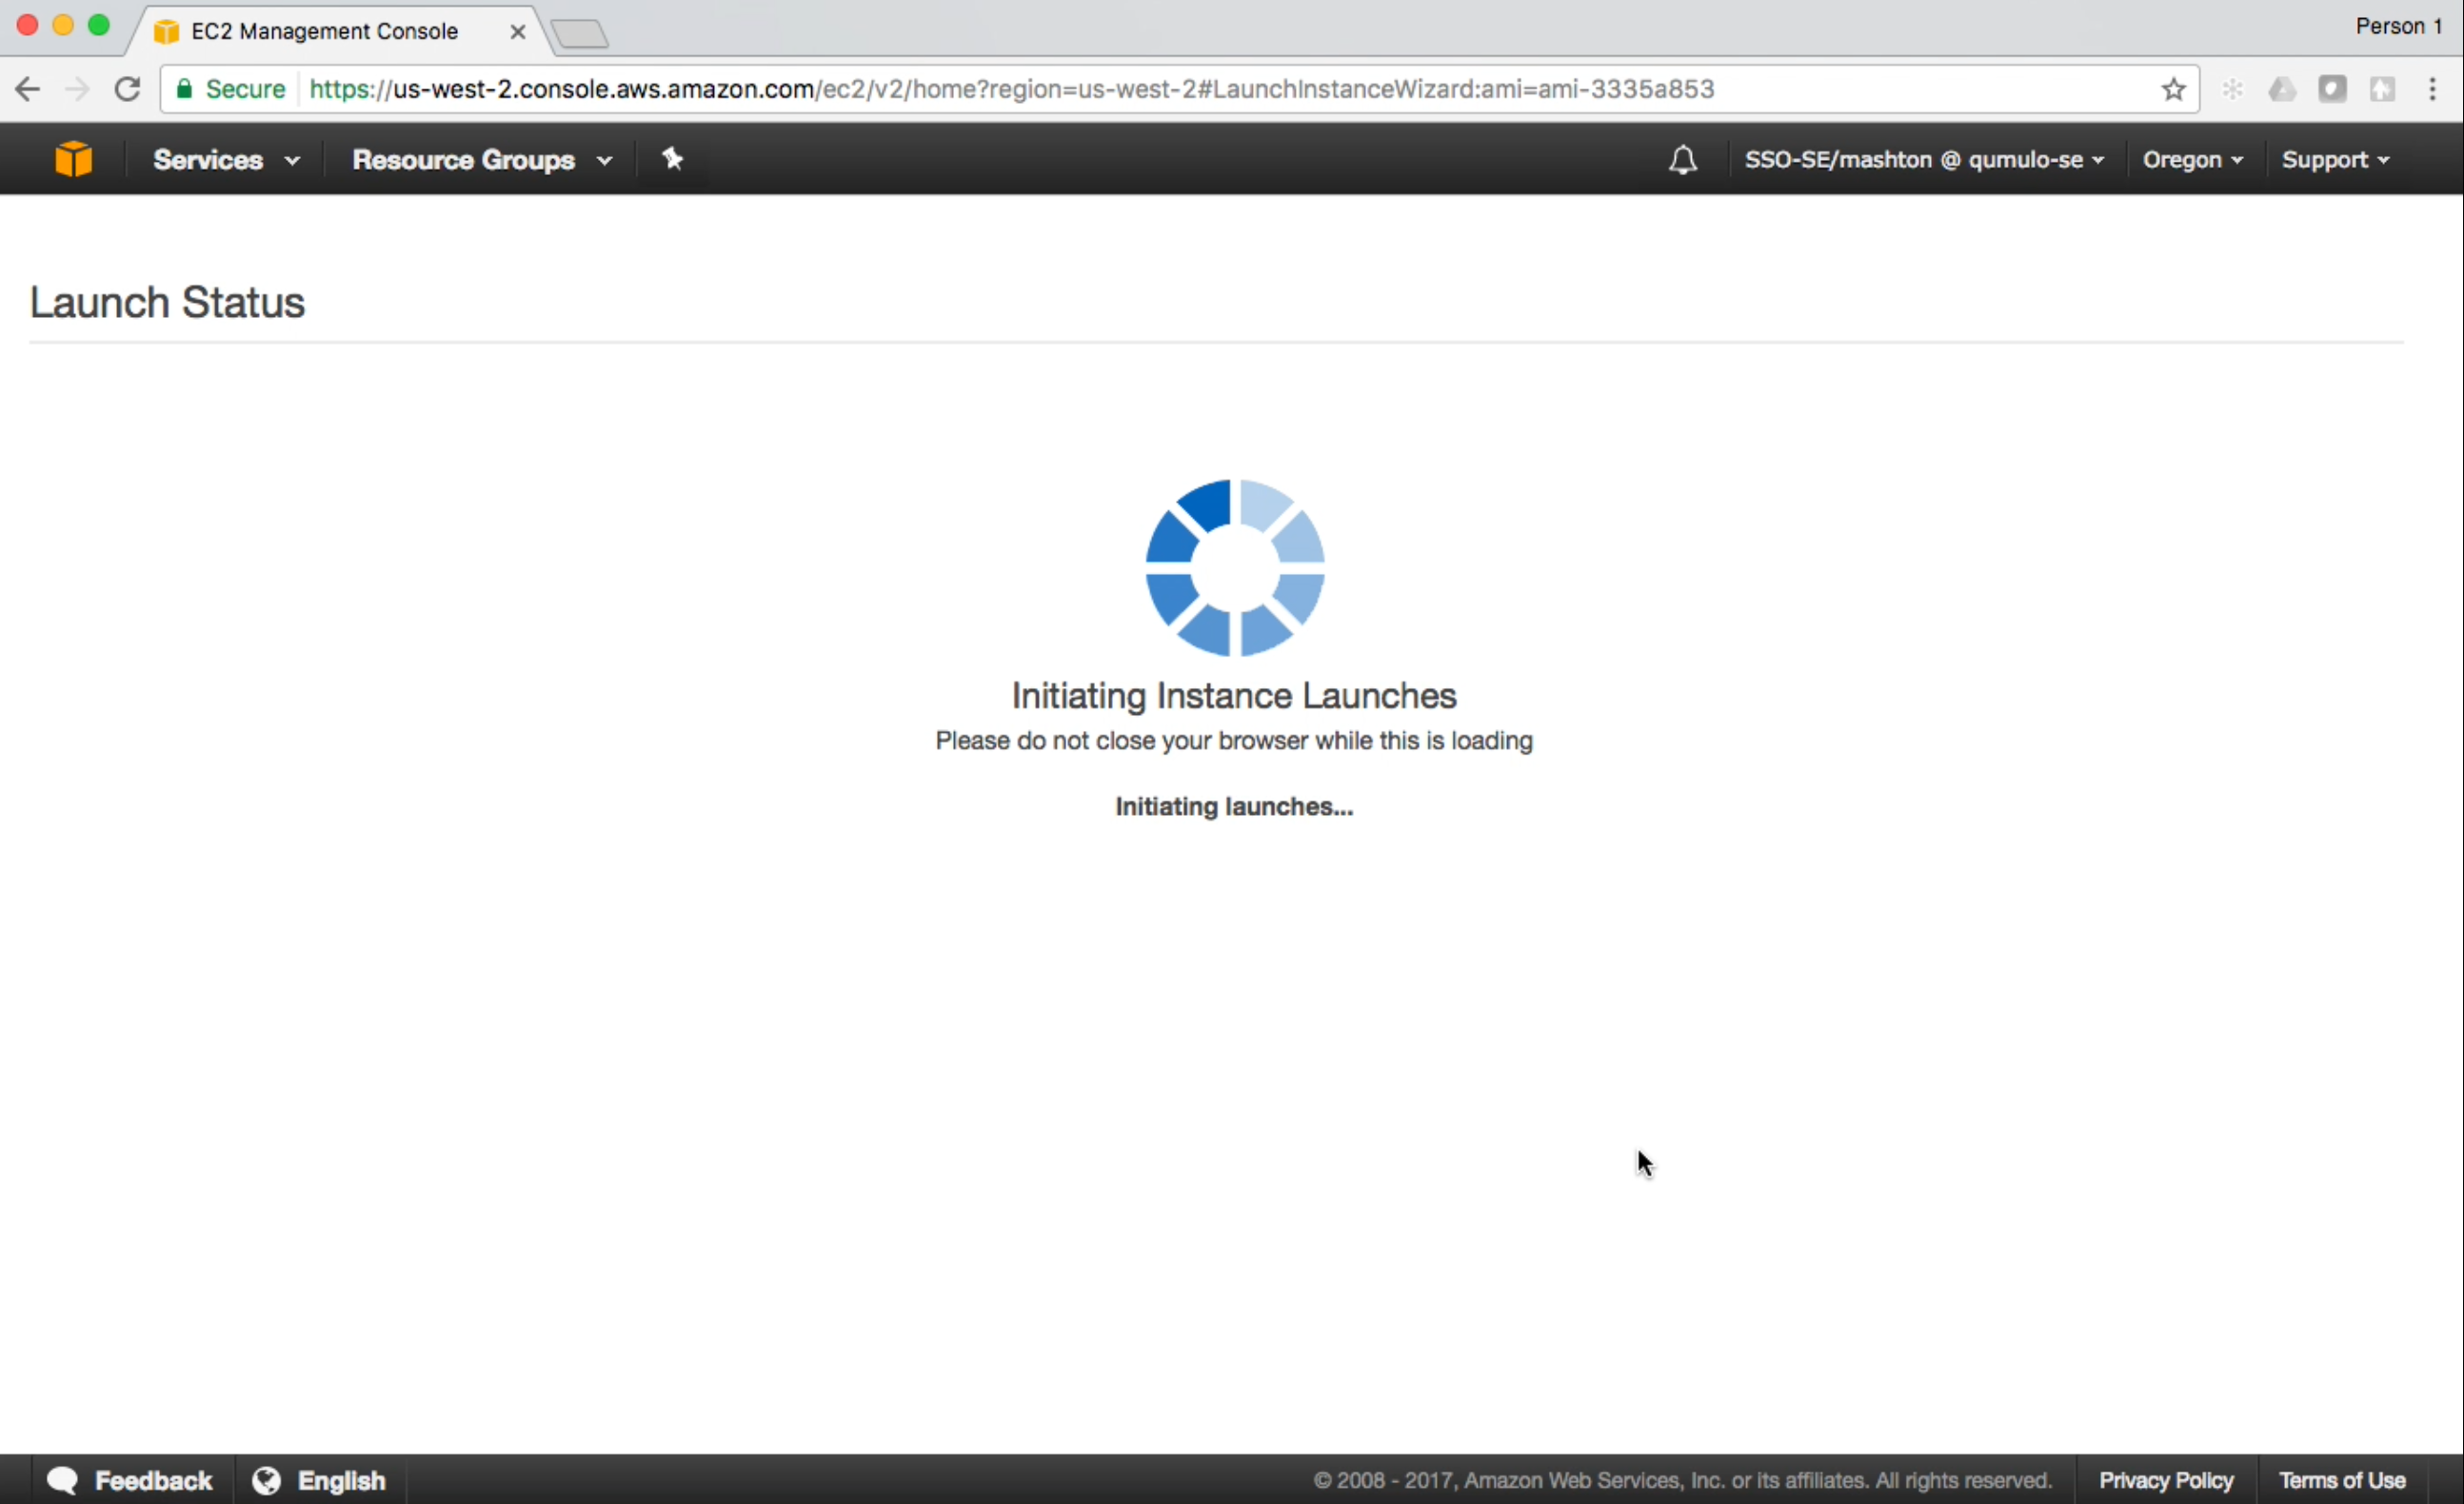 EC2 Management Console
Person 1
Secure https://us-west-2.console.aws.amazon.com/ec2/v2/home?region=us-west-2#LaunchInstanceWizard:ami=ami-3335a853
Services Resource Groups SSO-SE/mashton @ qumulo-se Oregon Support
Launch Status
Initiating Instance Launches
Please do not close your browser while this is loading
Initiating launches...
Feedback English © 2008 - 2017, Amazon Web Services, Inc. or its affiliates. All rights reserved. Privacy Policy Terms of Use